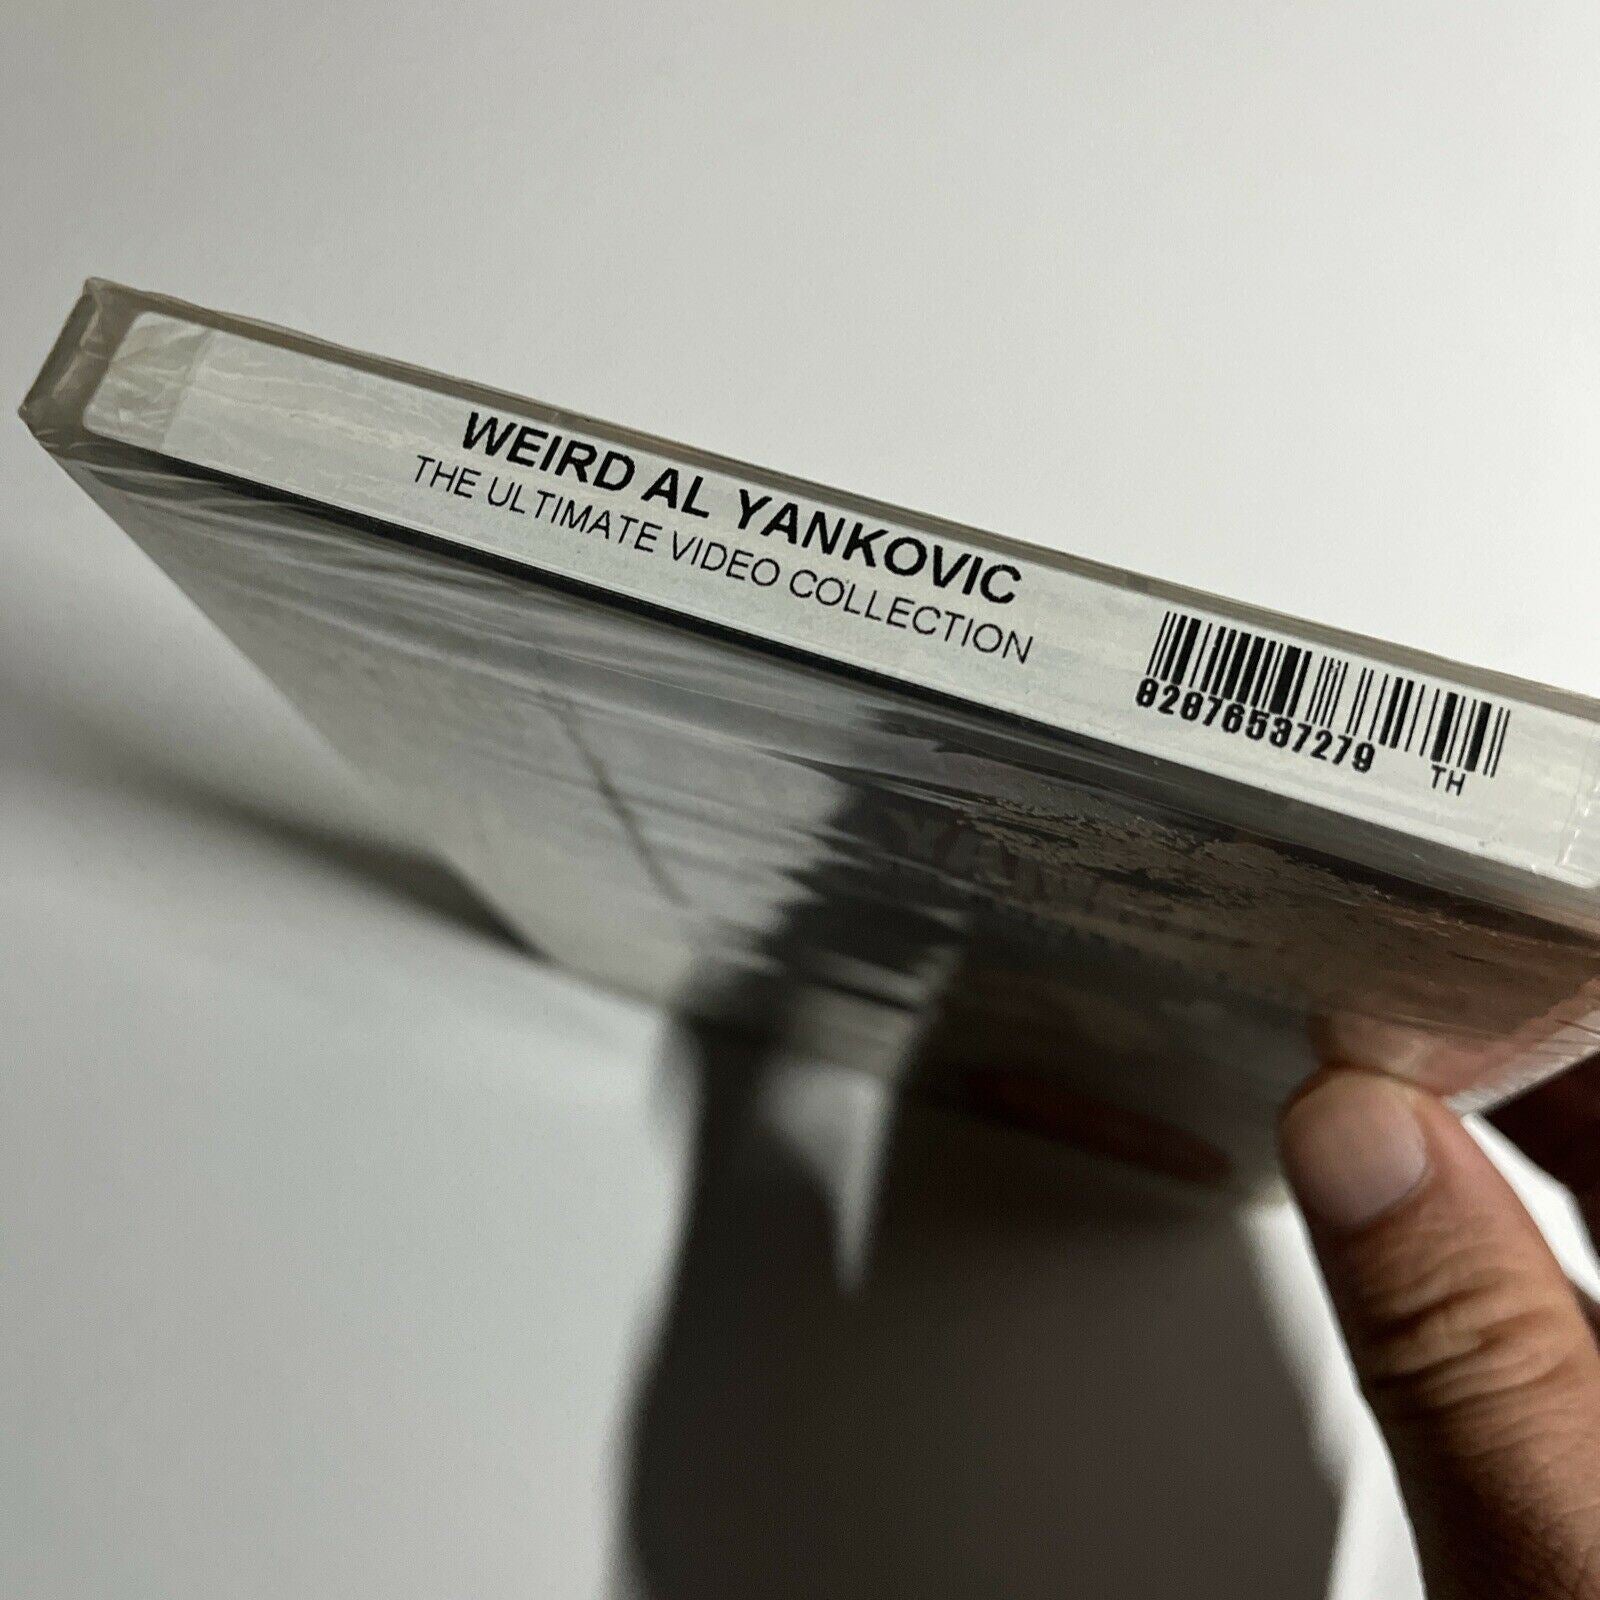 WEIRD AL YANKOVIC
THE ULTIMATE VIDEO COLLECTION
82876537279
TH